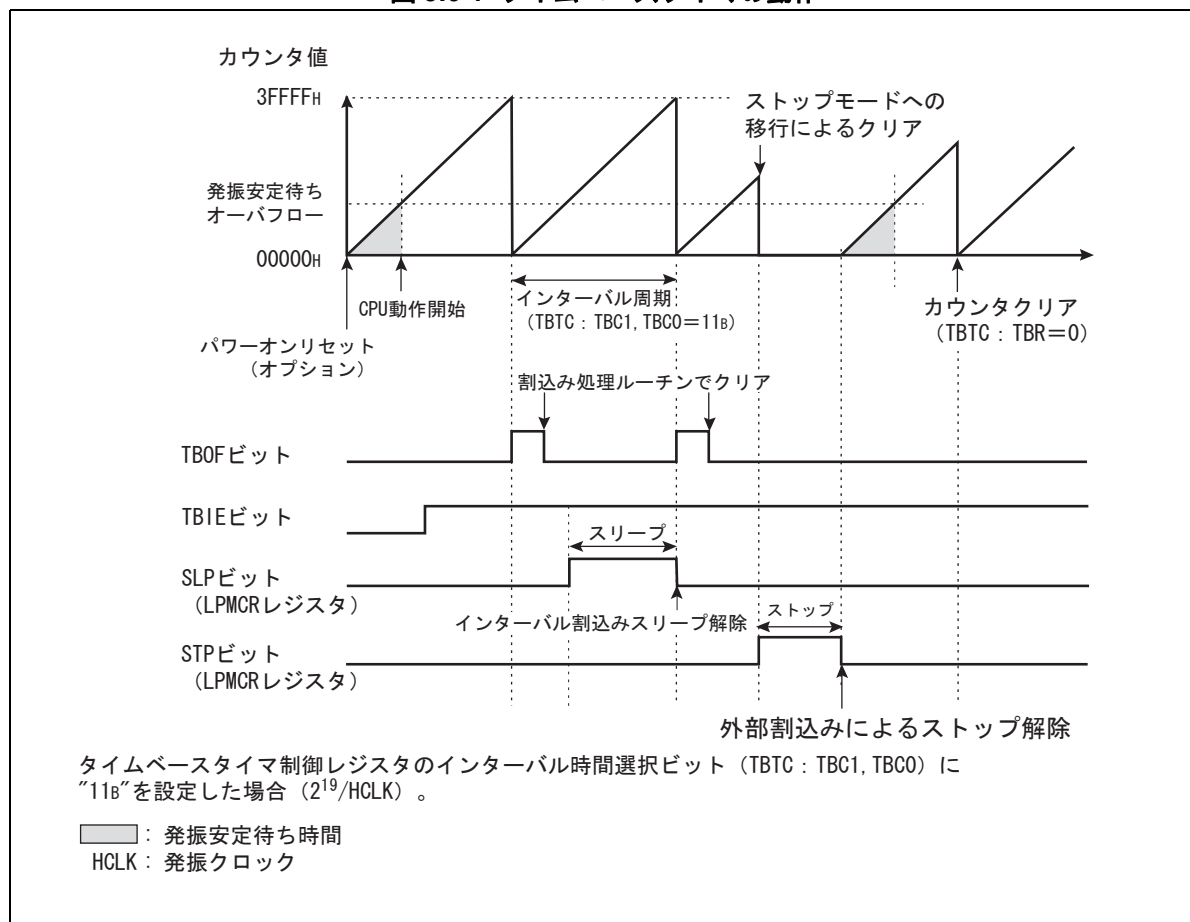 カウンタ値
3FFFFH
ストップモードへの
移行によるクリア
発振安定待ち
オーバフロー
00000H
CPU動作開始
インターバル周期
(TBTC：TBC1, TBC0＝11B)
カウンタクリア
(TBTC：TBR＝0)
パワーオンリセット
(オプション)
割込み処理ルーチンでクリア
TBOFビット
TBIEビット
スリープ
SLPビット
(LPMCRレジスタ)
インターバル割込みスリープ解除
ストップ
STPビット
(LPMCRレジスタ)
外部割込みによるストップ解除
タイムベースタイマ制御レジスタのインターバル時間選択ビット（TBTC：TBC1, TBC0）に
"11B"を設定した場合（2¹⁹/HCLK）。
：発振安定待ち時間
HCLK：発振クロック